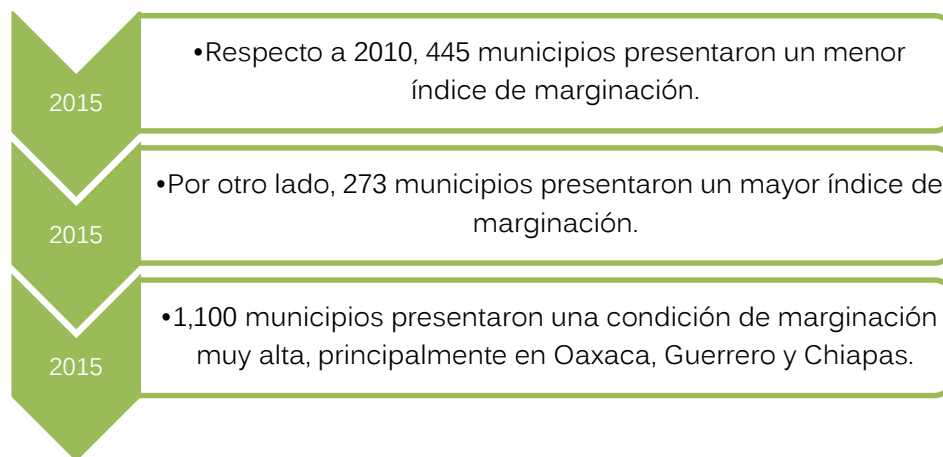 2015
•Respecto a 2010, 445 municipios presentaron un menor
índice de marginación.
2015
•Por otro lado, 273 municipios presentaron un mayor índice de
marginación.
2015
•1,100 municipios presentaron una condición de marginación
muy alta, principalmente en Oaxaca, Guerrero y Chiapas.